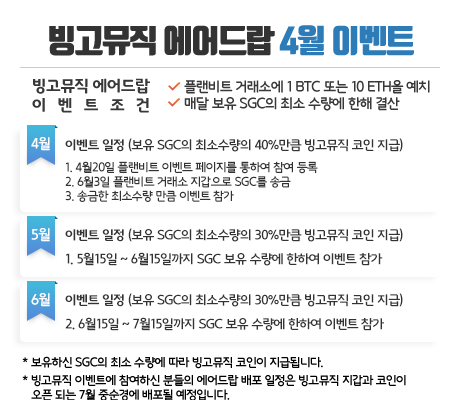 빙고뮤직 에어드랍 4월 이벤트
빙고뮤직 에어드랍
이 벤 트 조 건
✓ 플랜비트 거래소에 1 BTC 또는 10 ETH을 예치
✓ 매달 보유 SGC의 최소 수량에 한해 결산
4월
이벤트 일정 (보유 SGC의 최소수량의 40%만큼 빙고뮤직 코인 지급)
1. 4월20일 플랜비트 이벤트 페이지를 통하여 참여 등록
2. 6월3일 플랜비트 거래소 지갑으로 SGC를 송금
3. 송금한 최소수량 만큼 이벤트 참가
5월
이벤트 일정 (보유 SGC의 최소수량의 30%만큼 빙고뮤직 코인 지급)
1. 5월15일 ~ 6월15일까지 SGC 보유 수량에 한하여 이벤트 참가
6월
이벤트 일정 (보유 SGC의 최소수량의 30%만큼 빙고뮤직 코인 지급)
2. 6월15일 ~ 7월15일까지 SGC 보유 수량에 한하여 이벤트 참가
* 보유하신 SGC의 최소 수량에 따라 빙고뮤직 코인이 지급됩니다.
* 빙고뮤직 이벤트에 참여하신 분들의 에어드랍 배포 일정은 빙고뮤직 지갑과 코인이
오픈 되는 7월 중순경에 배포될 예정입니다.